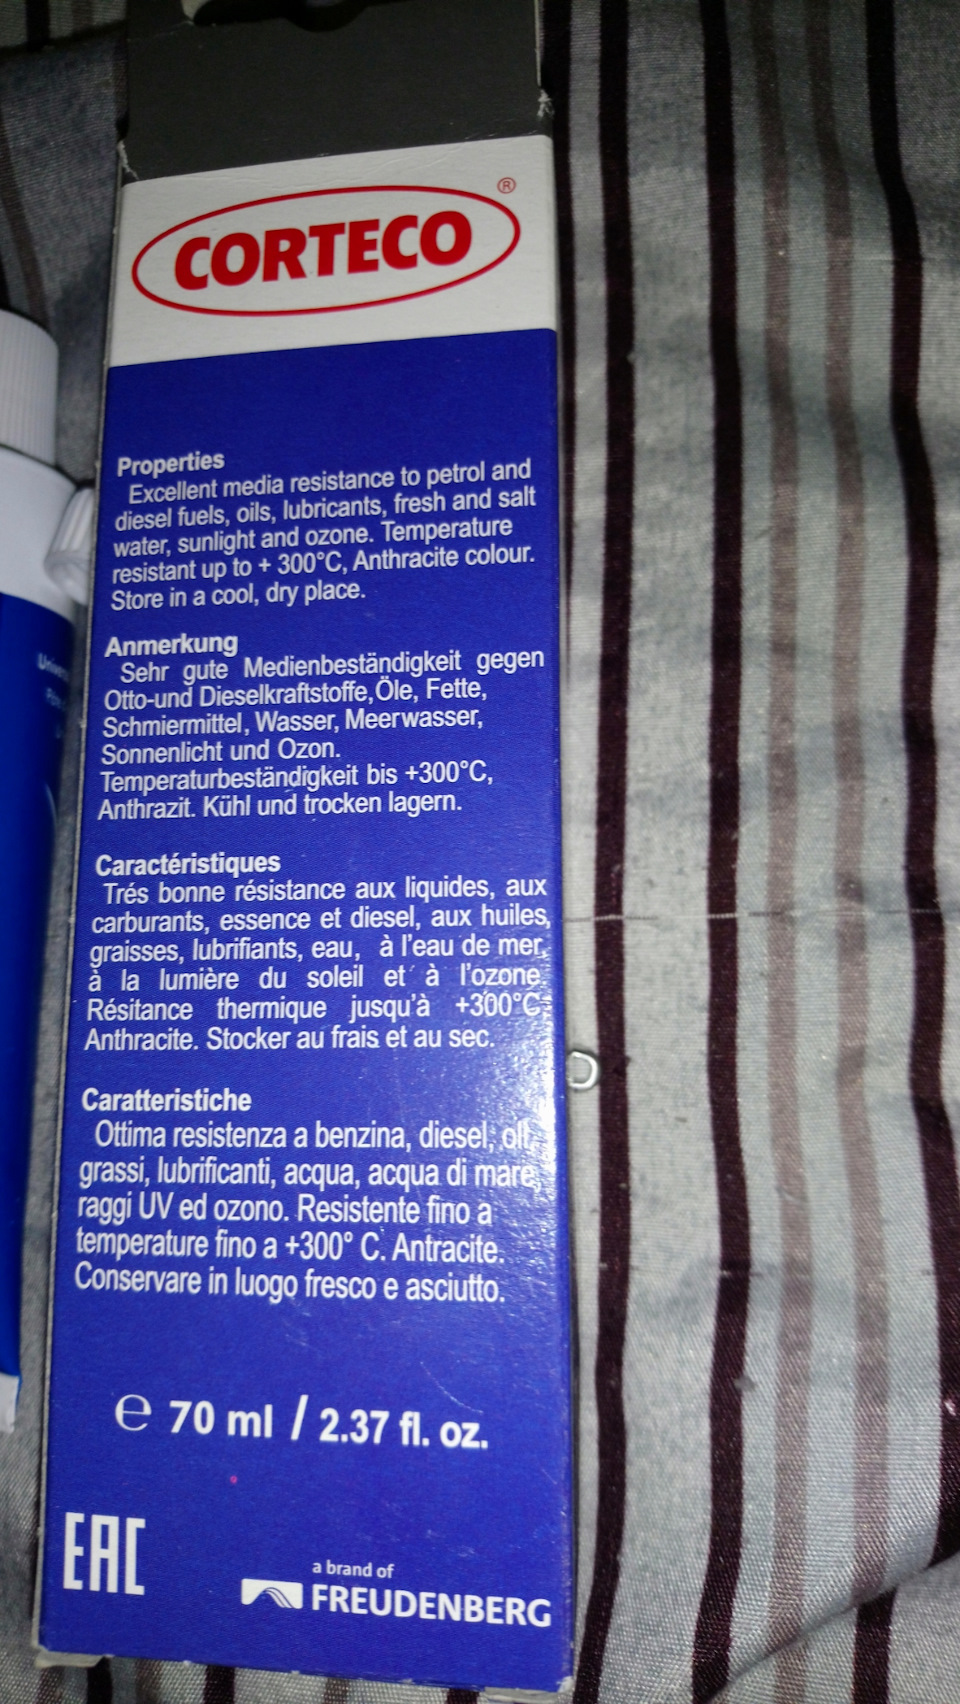 CORTECO ®
Properties
Excellent media resistance to petrol and
diesel fuels, oils, lubricants, fresh and salt
water, sunlight and ozone. Temperature
resistant up to + 300°C, Anthracite colour.
Store in a cool, dry place.
Anmerkung
Sehr gute Medienbeständigkeit gegen
Otto-und Dieselkraftstoffe,Öle, Fette,
Schmiermittel, Wasser, Meerwasser,
Sonnenlicht und Ozon.
Temperaturbeständigkeit bis +300°C,
Anthrazit. Kühl und trocken lagern.
Caractéristiques
Trés bonne résistance aux liquides, aux
carburants, essence et diesel, aux huiles,
graisses, lubrifiants, eau, à l'eau de mer,
à la lumière du soleil et à l'ozone.
Résitance thermique jusqu'à +300°C,
Anthracite. Stocker au frais et au sec.
Caratteristiche
Ottima resistenza a benzina, diesel, oli,
grassi, lubrificanti, acqua, acqua di mare,
raggi UV ed ozono. Resistente fino a
temperature fino a +300° C. Antracite.
Conservare in luogo fresco e asciutto.
℮ 70 ml / 2.37 fl. oz.
EAC
a brand of
FREUDENBERG